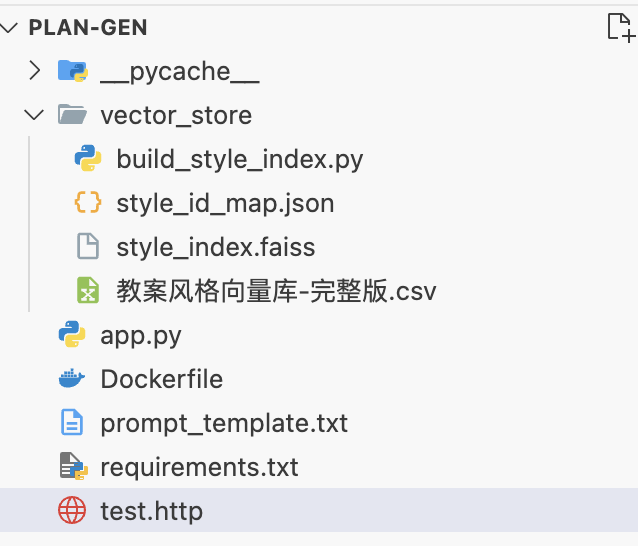 PLAN-GEN
__pycache__
vector_store
build_style_index.py
style_id_map.json
style_index.faiss
教案风格向量库-完整版.csv
app.py
Dockerfile
prompt_template.txt
requirements.txt
test.http